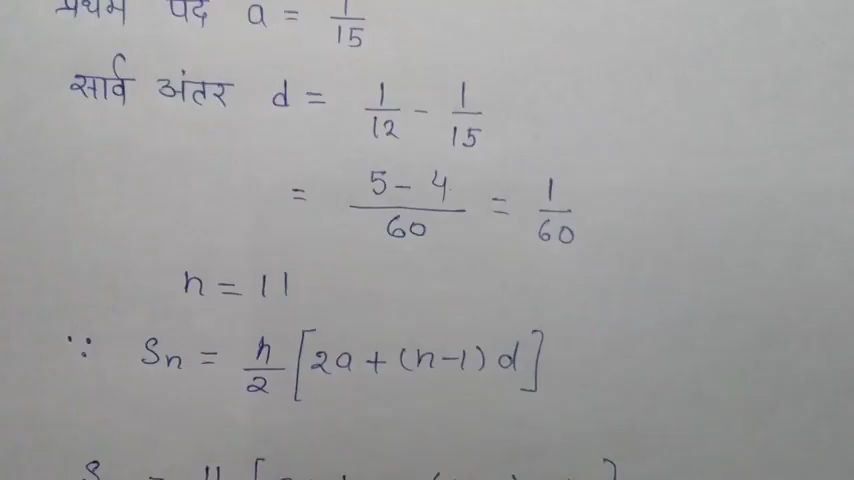 प्रथम पद a = 1/15
सार्व अंतर d = 1/12 - 1/15
= 5-4/60 = 1/60
n = 11
∵ Sn = n/2 [2a + (n-1) d]